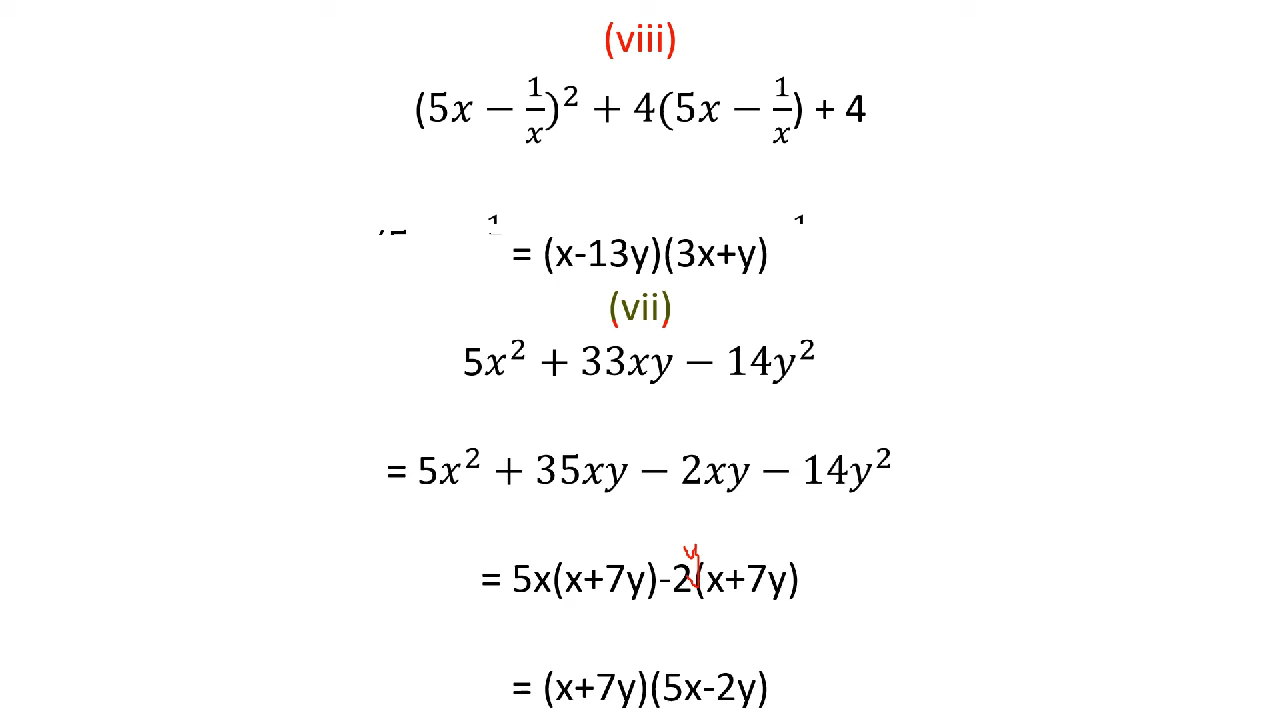 (viii)
(5x − 1/x)² + 4(5x − 1/x) + 4
= (x-13y)(3x+y)
(vii)
5x² + 33xy − 14y²
= 5x² + 35xy − 2xy − 14y²
= 5x(x+7y)-2y(x+7y)
= (x+7y)(5x-2y)